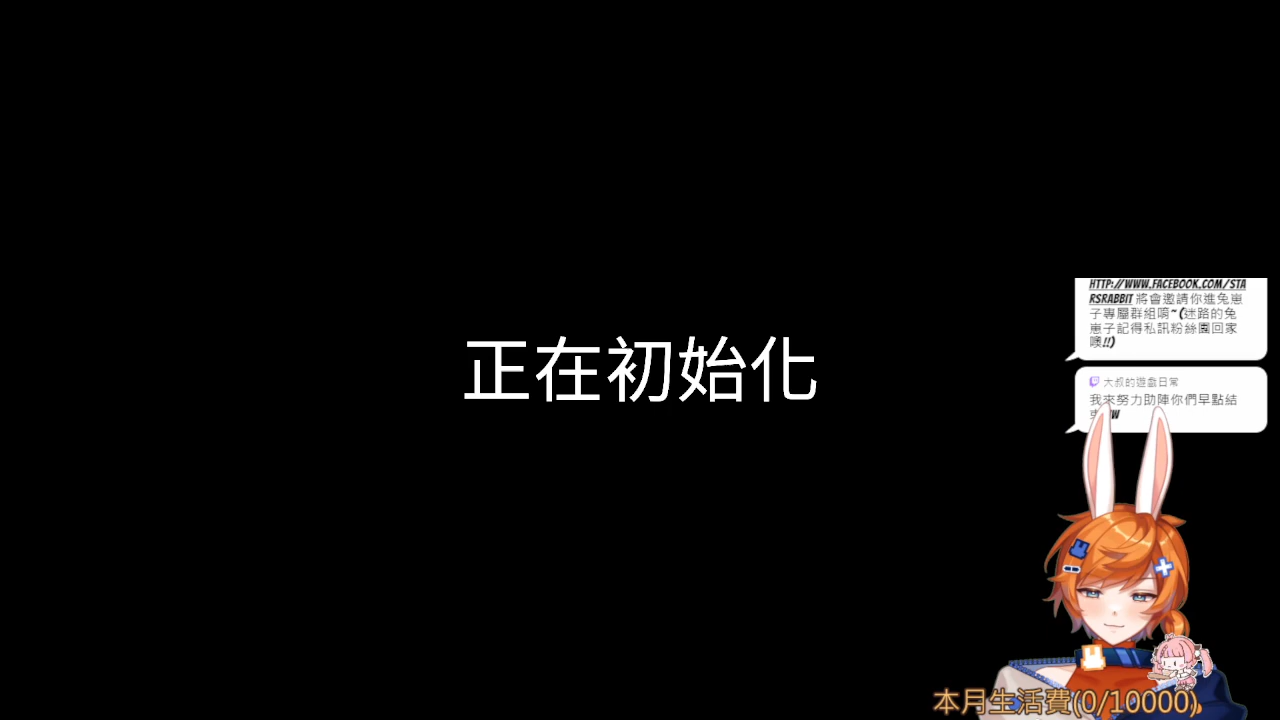 HTTP://WWW.FACEBOOK.COM/STA
RSRABBIT 將會邀請你進兔崽
子專屬群組唷~(迷路的兔
崽子記得私訊粉絲團回家
噢!!)
大叔的遊戲日常
我來努力助陣你們早點結
正在初始化
本月生活費(0/10000)